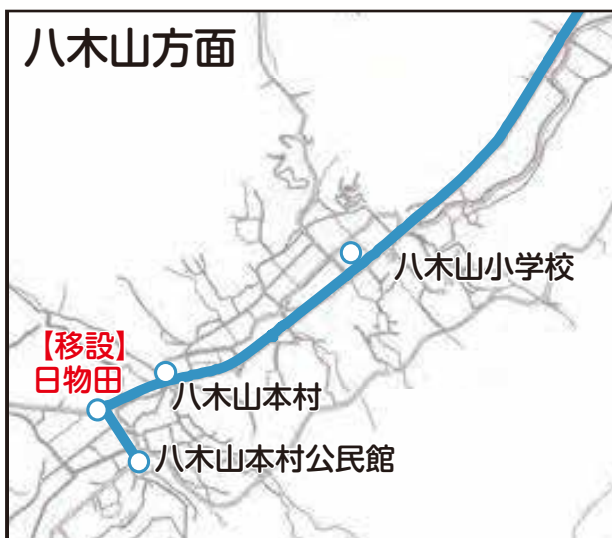 八木山方面
八木山小学校
【移設】
日物田
八木山本村
八木山本村公民館